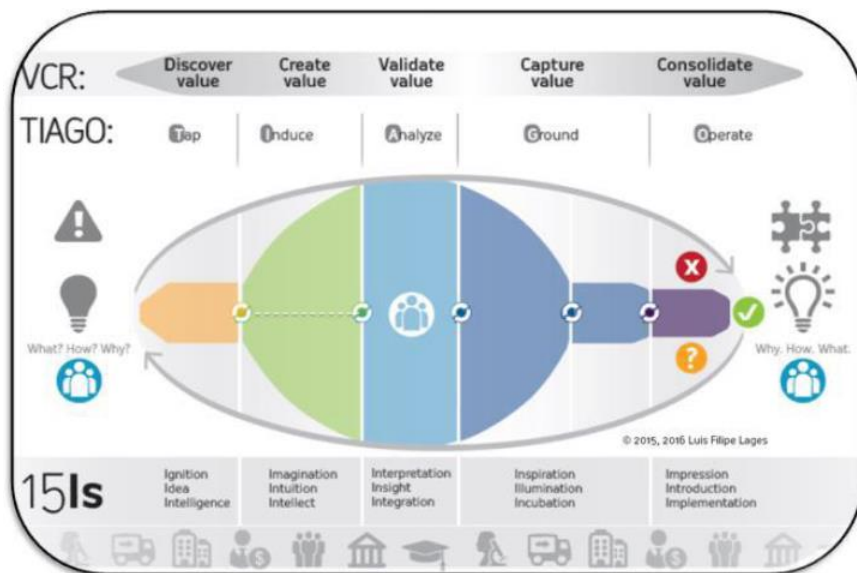 VCR:
Discover value
Create value
Validate value
Capture value
Consolidate value
TIAGO:
Tap
Induce
Analyze
Ground
Operate
X
?
What? How? Why?
Why. How. What.
© 2015, 2016 Luis Filipe Lages
15Is
Ignition
Idea
Intelligence
Imagination
Intuition
Intellect
Interpretation
Insight
Integration
Inspiration
Illumination
Incubation
Impression
Introduction
Implementation
$
$